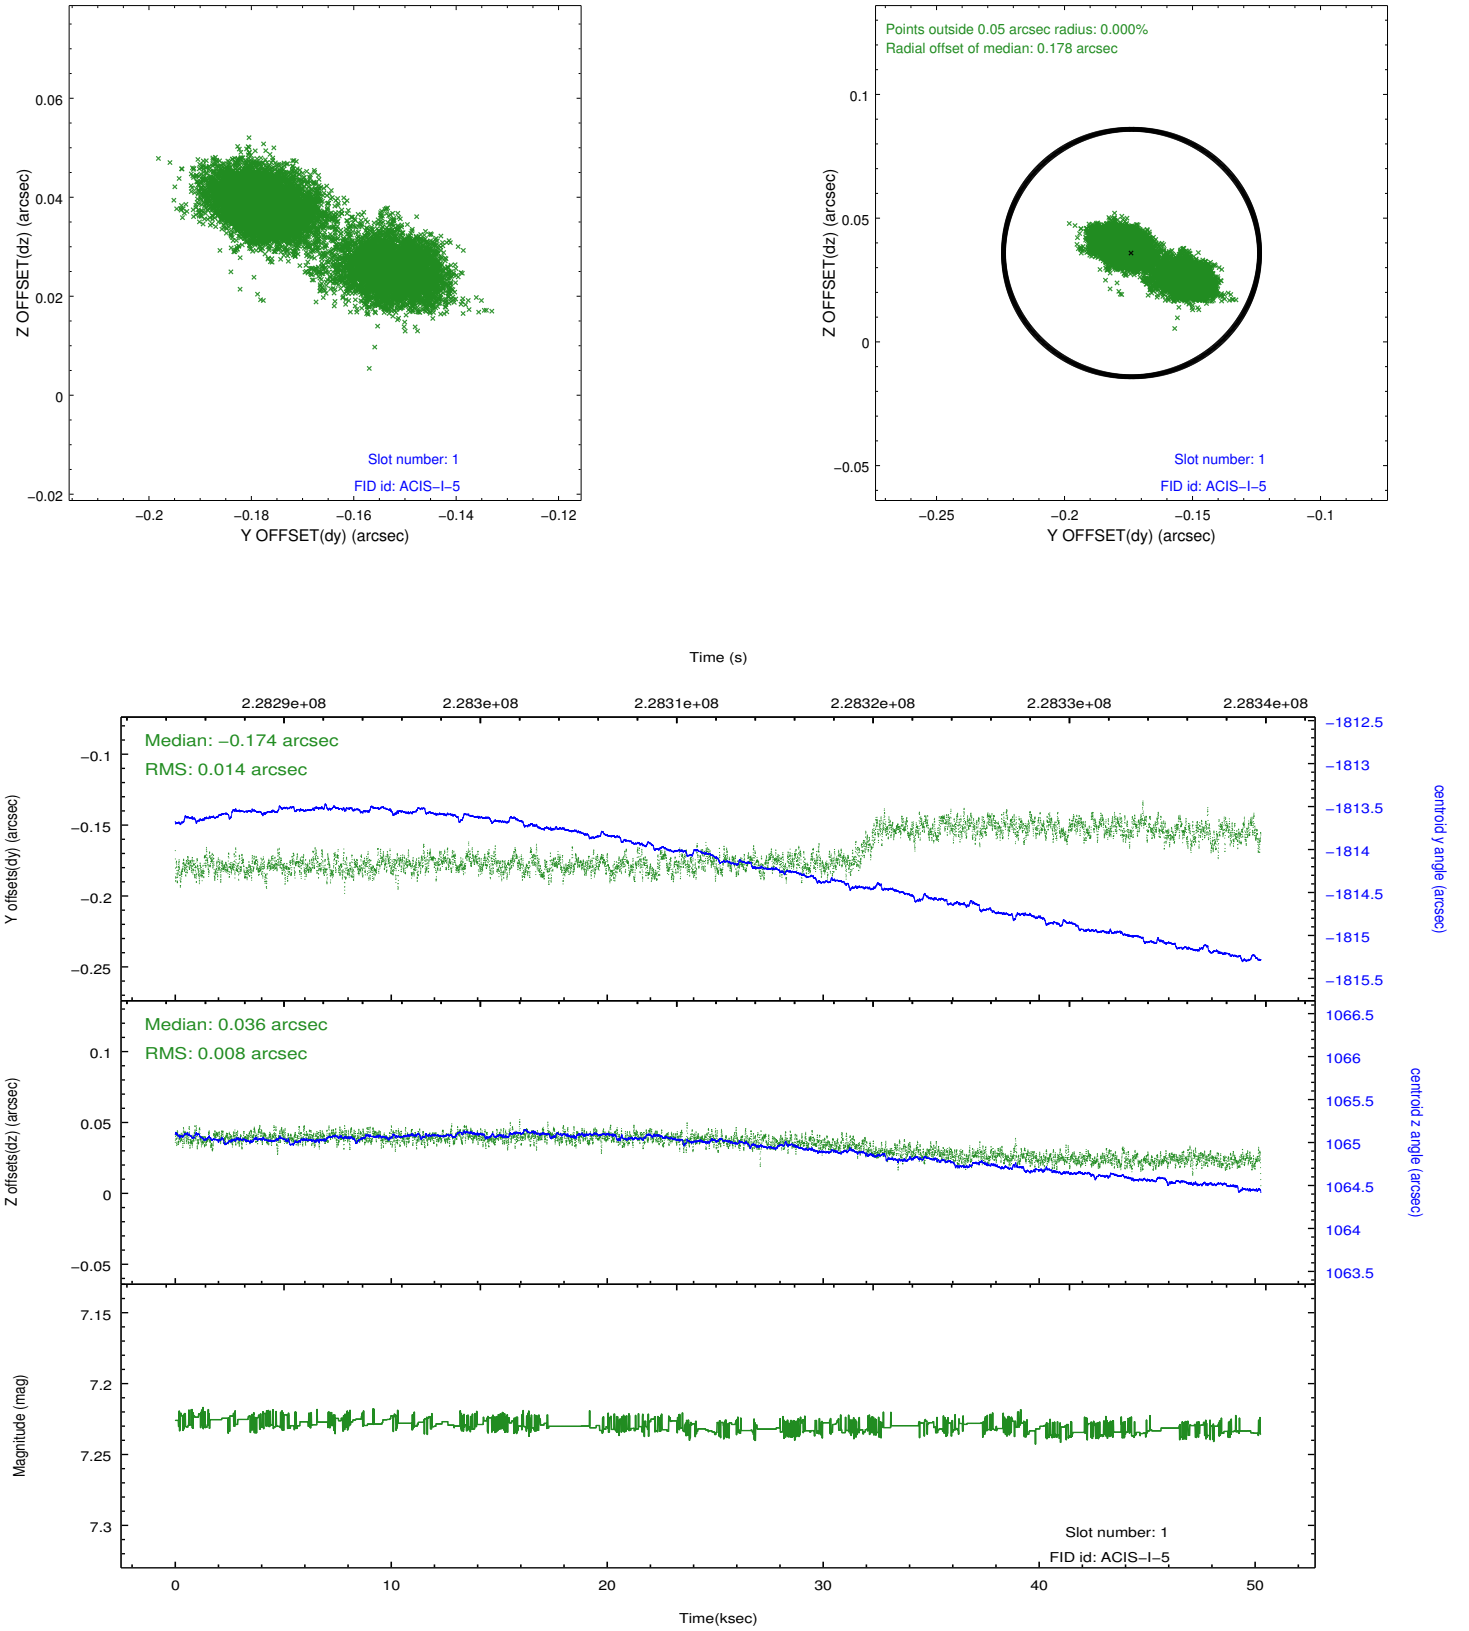 0.06
0.04
0.02
0
−0.02
Z OFFSET(dz) (arcsec)
−0.2
−0.18
−0.16
−0.14
−0.12
Y OFFSET(dy) (arcsec)
Slot number: 1
FID id: ACIS−I−5
Points outside 0.05 arcsec radius: 0.000%
Radial offset of median: 0.178 arcsec
0.1
0.05
0
−0.05
Z OFFSET(dz) (arcsec)
−0.25
−0.2
−0.15
−0.1
Y OFFSET(dy) (arcsec)
Slot number: 1
FID id: ACIS−I−5
Time (s)
2.2829e+08
2.283e+08
2.2831e+08
2.2832e+08
2.2833e+08
2.2834e+08
Median: −0.174 arcsec
RMS: 0.014 arcsec
−0.1
−0.15
−0.2
−0.25
Y offsets(dy) (arcsec)
−1812.5
−1813
−1813.5
−1814
−1814.5
−1815
−1815.5
centroid y angle (arcsec)
Median: 0.036 arcsec
RMS: 0.008 arcsec
0.1
0.05
0
−0.05
Z offsets(dz) (arcsec)
1066.5
1066
1065.5
1065
1064.5
1064
1063.5
centroid z angle (arcsec)
7.15
7.2
7.25
7.3
Magnitude (mag)
Slot number: 1
FID id: ACIS−I−5
0
10
20
30
40
50
Time(ksec)